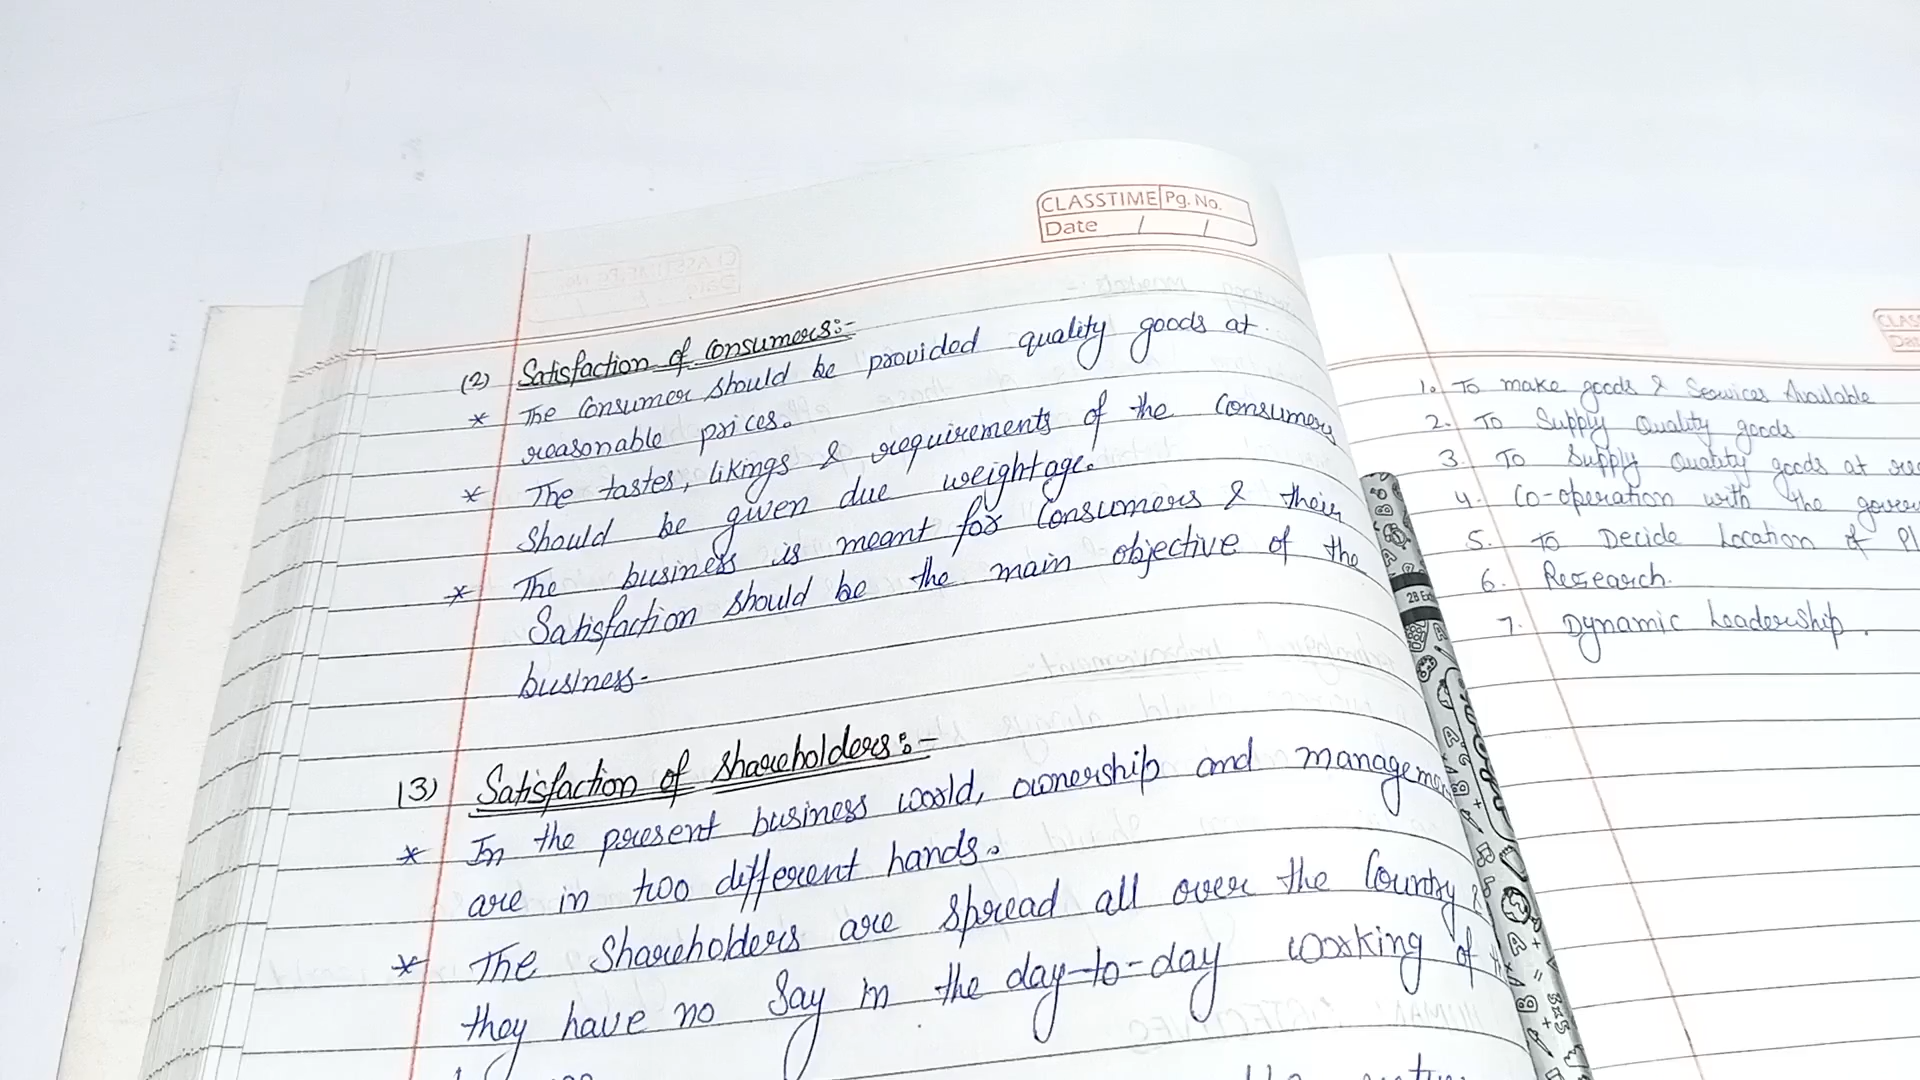 CLASSTIME Pg. No.
Date / /
(2) Satisfaction of Consumers:-
* The Consumer should be provided quality goods at
reasonable prices.
* The tastes, likings & requirements of the Consumers
should be given due weightage.
* The business is meant for Consumers & their
Satisfaction should be the main objective of the
business.
(3) Satisfaction of shareholders:-
* In the present business world, ownership and
are in two different hands.
* The Shareholders are spread all over the Country &
they have no Say in the day-to-day working of
1. To make goods & Services Available
2. To Supply Quality goods
3. To Supply Quality goods at
4. Co-operation with the
5. To Decide Location of
6. Research.
7. Dynamic Leadership.